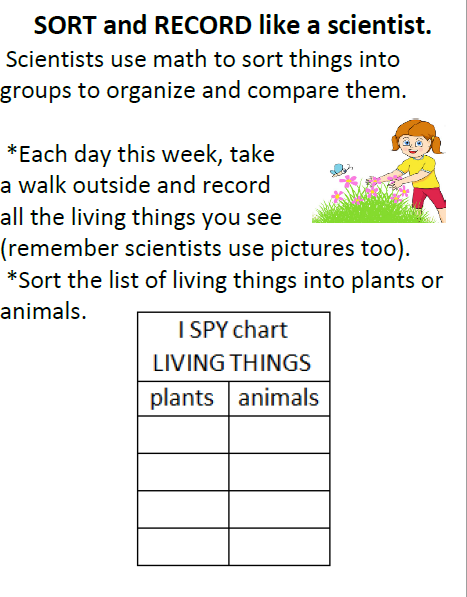 SORT and RECORD like a scientist.
Scientists use math to sort things into
groups to organize and compare them.
*Each day this week, take
a walk outside and record
all the living things you see
(remember scientists use pictures too).
*Sort the list of living things into plants or
animals.
I SPY chart
LIVING THINGS
plants animals